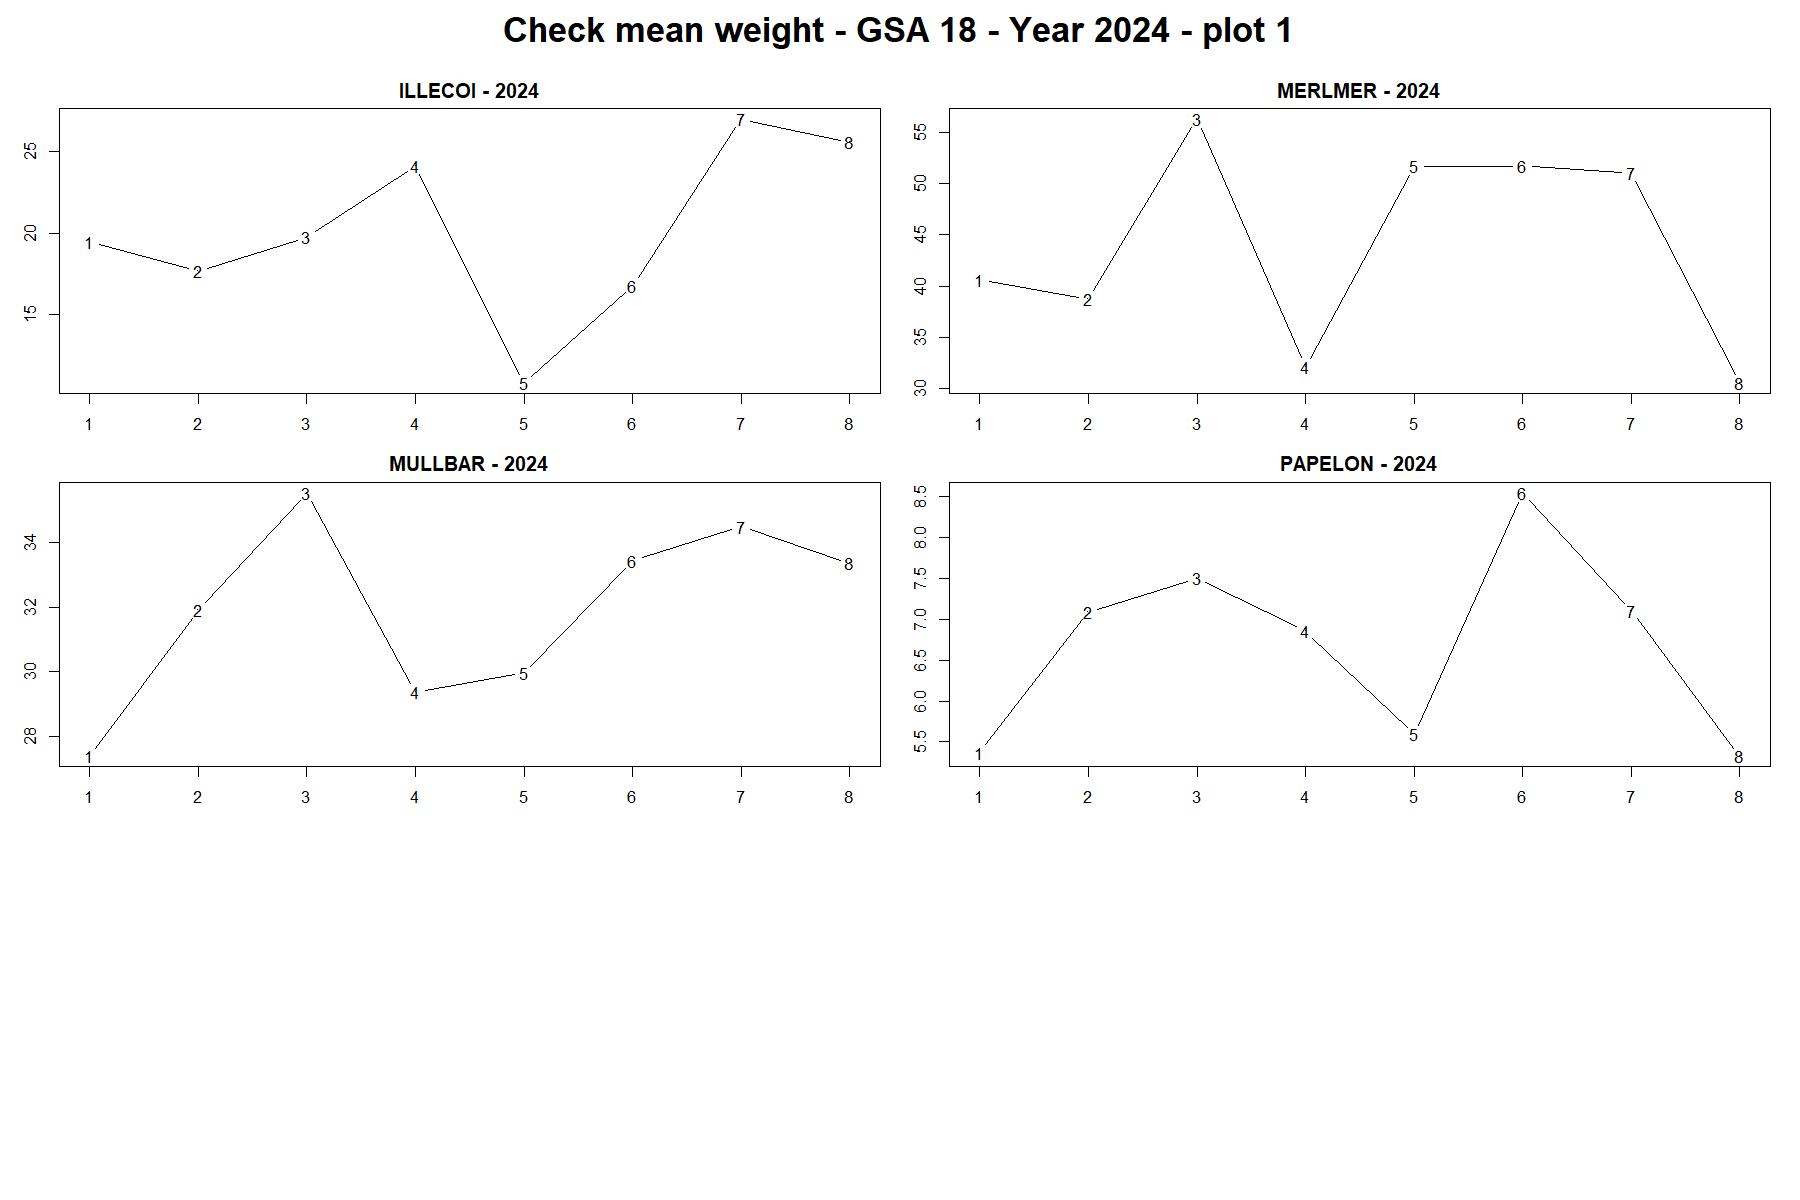 Check mean weight - GSA 18 - Year 2024 - plot 1
ILLECOI - 2024
25
20
15
1 2 3 4 5 6 7 8
1 2 3 4 5 6 7 8
MERLMER - 2024
55
50
45
40
35
30
1 2 3 4 5 6 7 8
1 2 3 4 5 6 7 8
MULLBAR - 2024
34
32
30
28
1 2 3 4 5 6 7 8
1 2 3 4 5 6 7 8
PAPELON - 2024
8.5
8.0
7.5
7.0
6.5
6.0
5.5
1 2 3 4 5 6 7 8
1 2 3 4 5 6 7 8